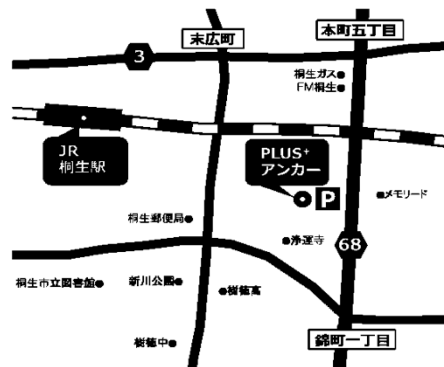 末広町
本町五丁目
3
桐生ガス
FM桐生
JR
桐生駅
PLUS+
アンカー
P
メモリード
桐生郵便局
浄運寺
68
桐生市立図書館
新川公園
樹徳高
樹徳中
錦町一丁目